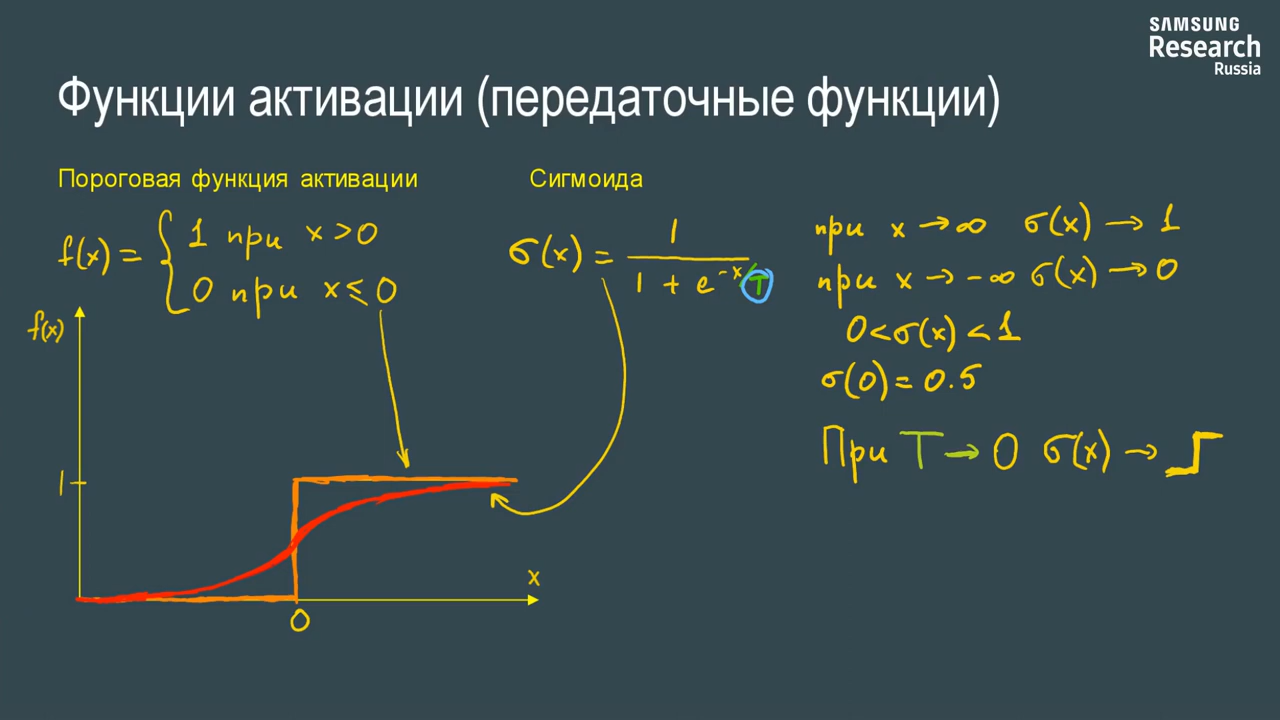 SAMSUNG
Research
Russia
Функции активации (передаточные функции)
Пороговая функция активации
f(x) = { 1 при x > 0
0 при x ≤ 0
Сигмоида
σ(x) = 1 / (1 + e^(-x/T))
при x → ∞ σ(x) → 1
при x → -∞ σ(x) → 0
0 < σ(x) < 1
σ(0) = 0.5
При T → 0 σ(x) →
f(x)
1
x
0